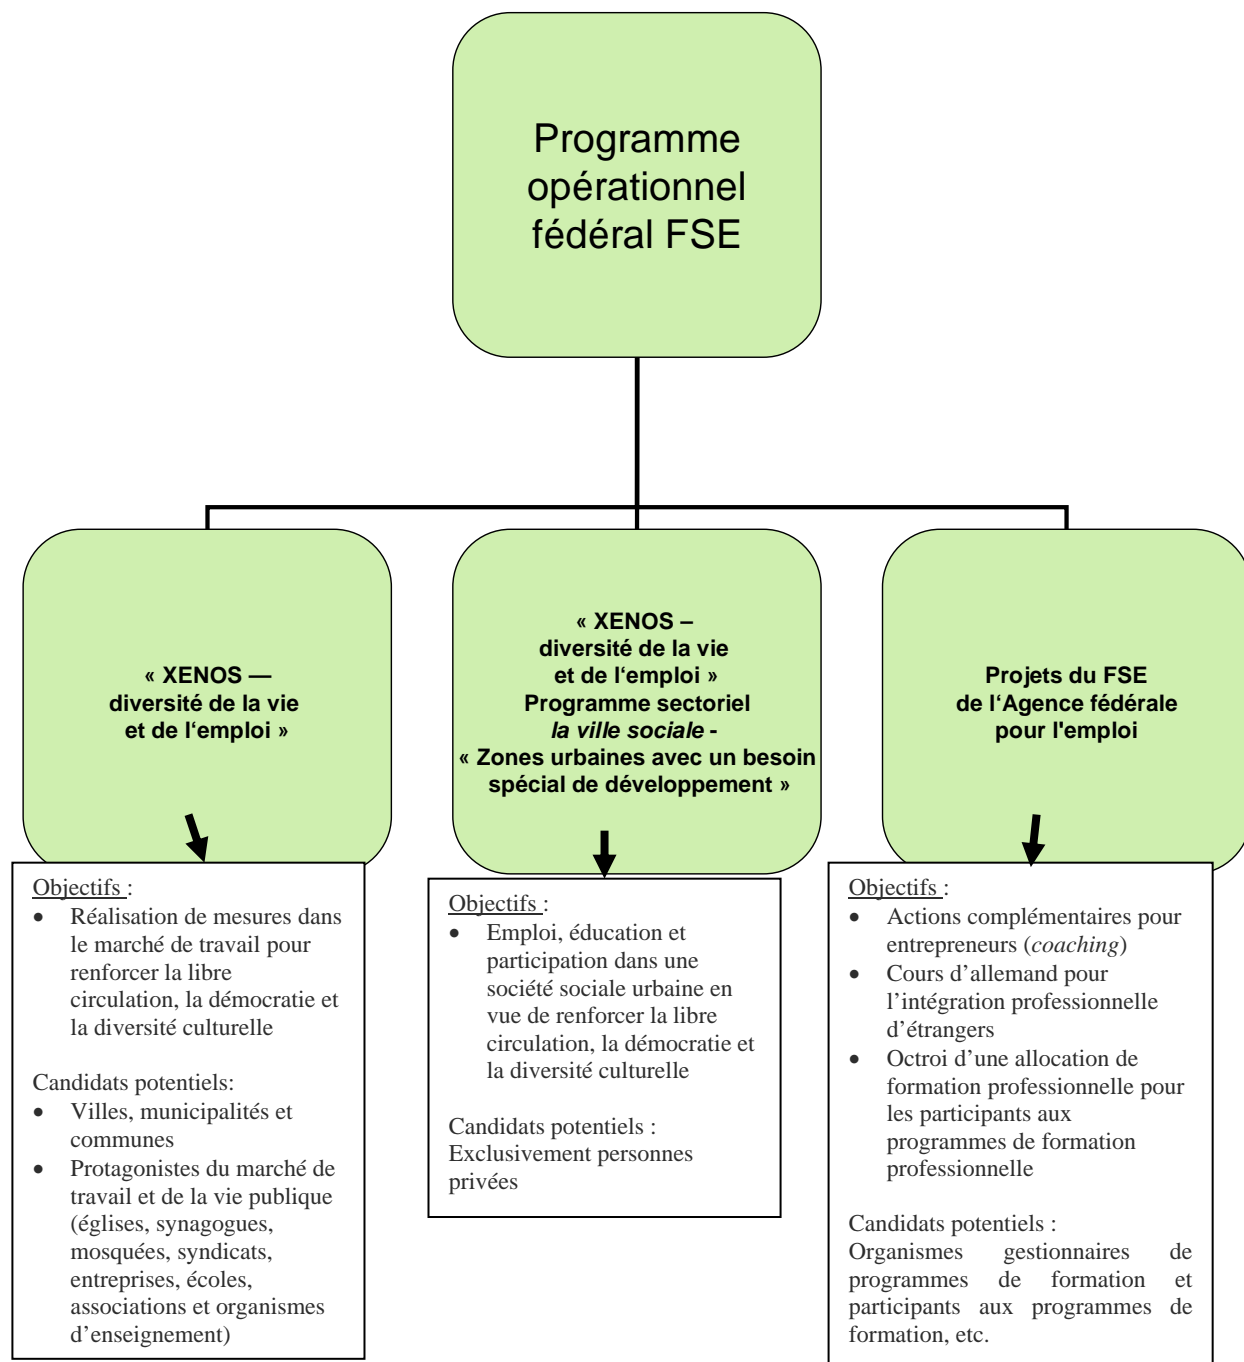 Programme
opérationnel
fédéral FSE
« XENOS —
diversité de la vie
et de l‘emploi »
« XENOS –
diversité de la vie
et de l‘emploi »
Programme sectoriel
la ville sociale -
« Zones urbaines avec un besoin
spécial de développement »
Projets du FSE
de l‘Agence fédérale
pour l'emploi
Objectifs :
• Réalisation de mesures dans
le marché de travail pour
renforcer la libre
circulation, la démocratie et
la diversité culturelle
Candidats potentiels:
• Villes, municipalités et
communes
• Protagonistes du marché de
travail et de la vie publique
(églises, synagogues,
mosquées, syndicats,
entreprises, écoles,
associations et organismes
d’enseignement)
Objectifs :
• Emploi, éducation et
participation dans une
société sociale urbaine en
vue de renforcer la libre
circulation, la démocratie et
la diversité culturelle
Candidats potentiels :
Exclusivement personnes
privées
Objectifs :
• Actions complémentaires pour
entrepreneurs (coaching)
• Cours d’allemand pour
l’intégration professionnelle
d’étrangers
• Octroi d’une allocation de
formation professionnelle pour
les participants aux
programmes de formation
professionnelle
Candidats potentiels :
Organismes gestionnaires de
programmes de formation et
participants aux programmes de
formation, etc.